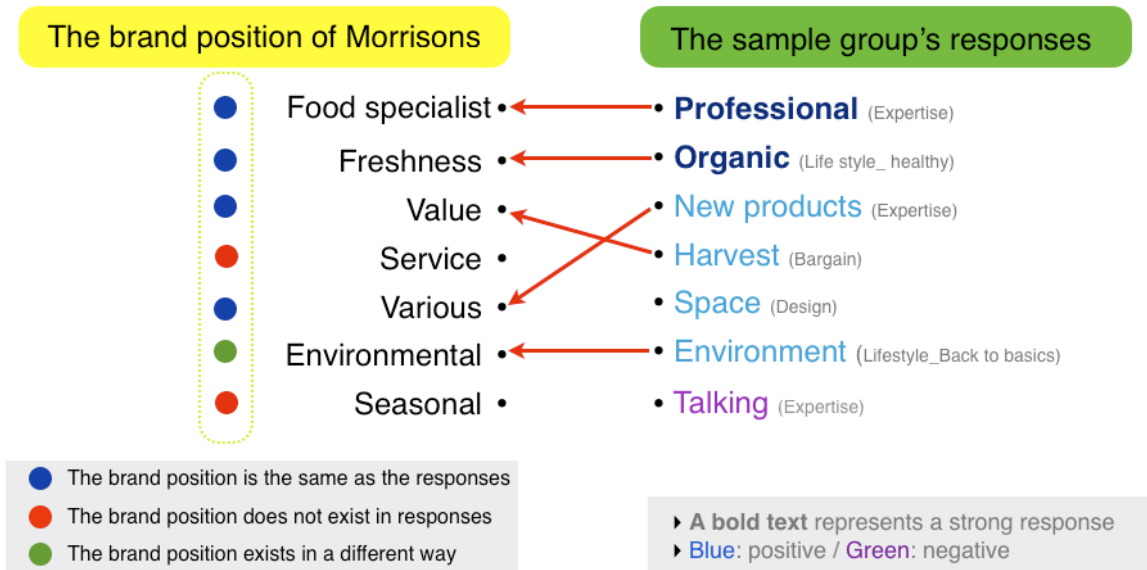 The brand position of Morrisons
The sample group's responses
Food specialist
Professional (Expertise)
Freshness
Organic (Life style_ healthy)
Value
New products (Expertise)
Service
Harvest (Bargain)
Various
Space (Design)
Environmental
Environment (Lifestyle_Back to basics)
Seasonal
Talking (Expertise)
The brand position is the same as the responses
The brand position does not exist in responses
The brand position exists in a different way
A bold text represents a strong response
Blue: positive / Green: negative